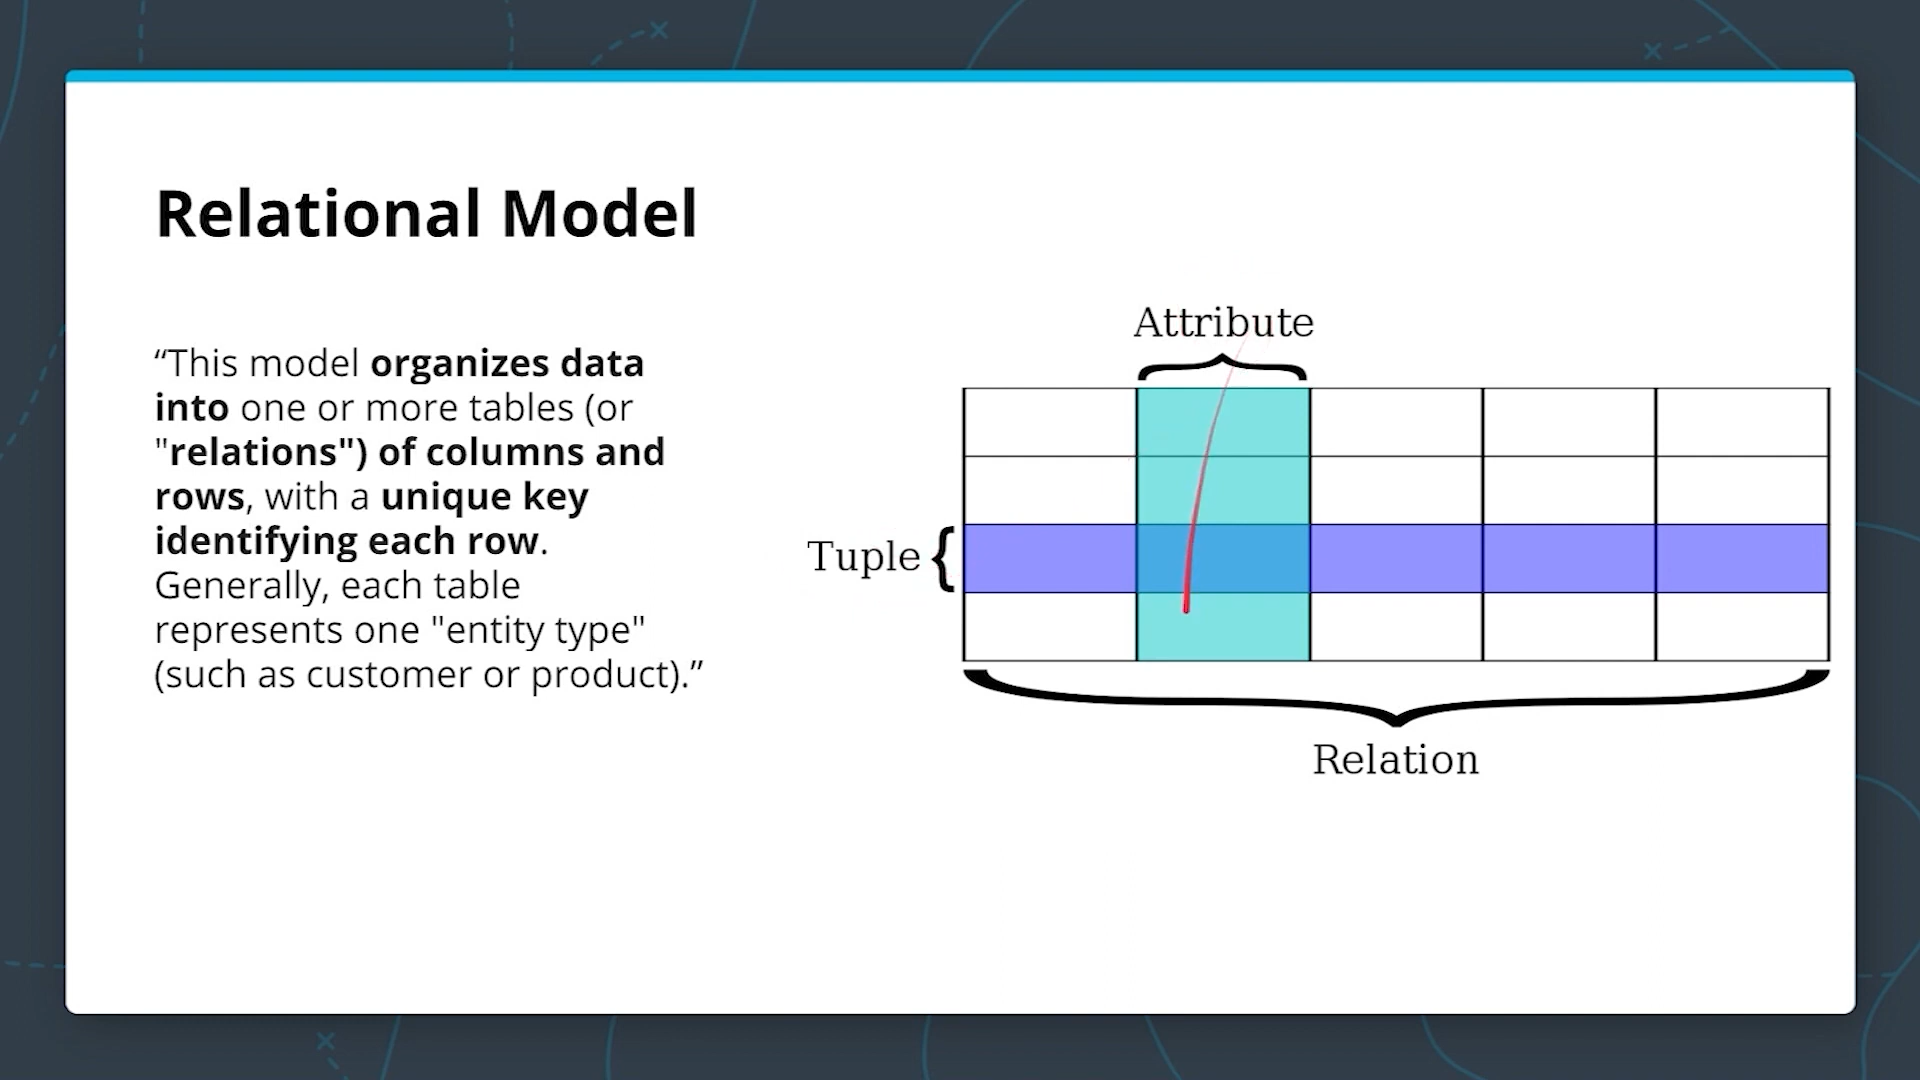 Relational Model
“This model organizes data
into one or more tables (or
"relations") of columns and
rows, with a unique key
identifying each row.
Generally, each table
represents one "entity type"
(such as customer or product).”
Attribute
Tuple
Relation